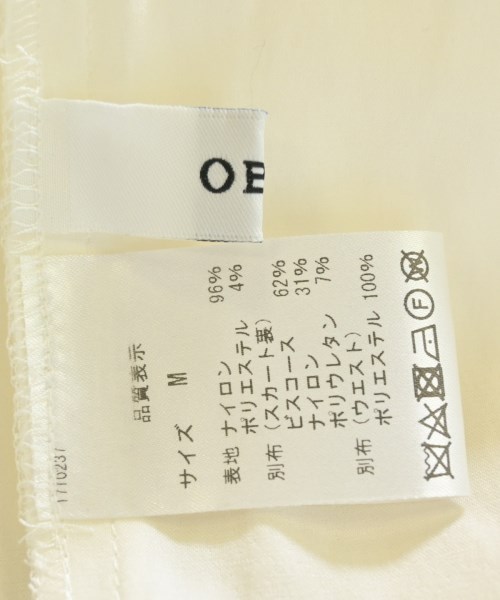 OE
品質表示
サイズ M
表地 ナイロン 96%
ポリエステル 4%
別布 (スカート裏)
ビスコース 62%
ナイロン 31%
ポリウレタン 7%
別布 (ウエスト)
ポリエステル 100%
F
1710237